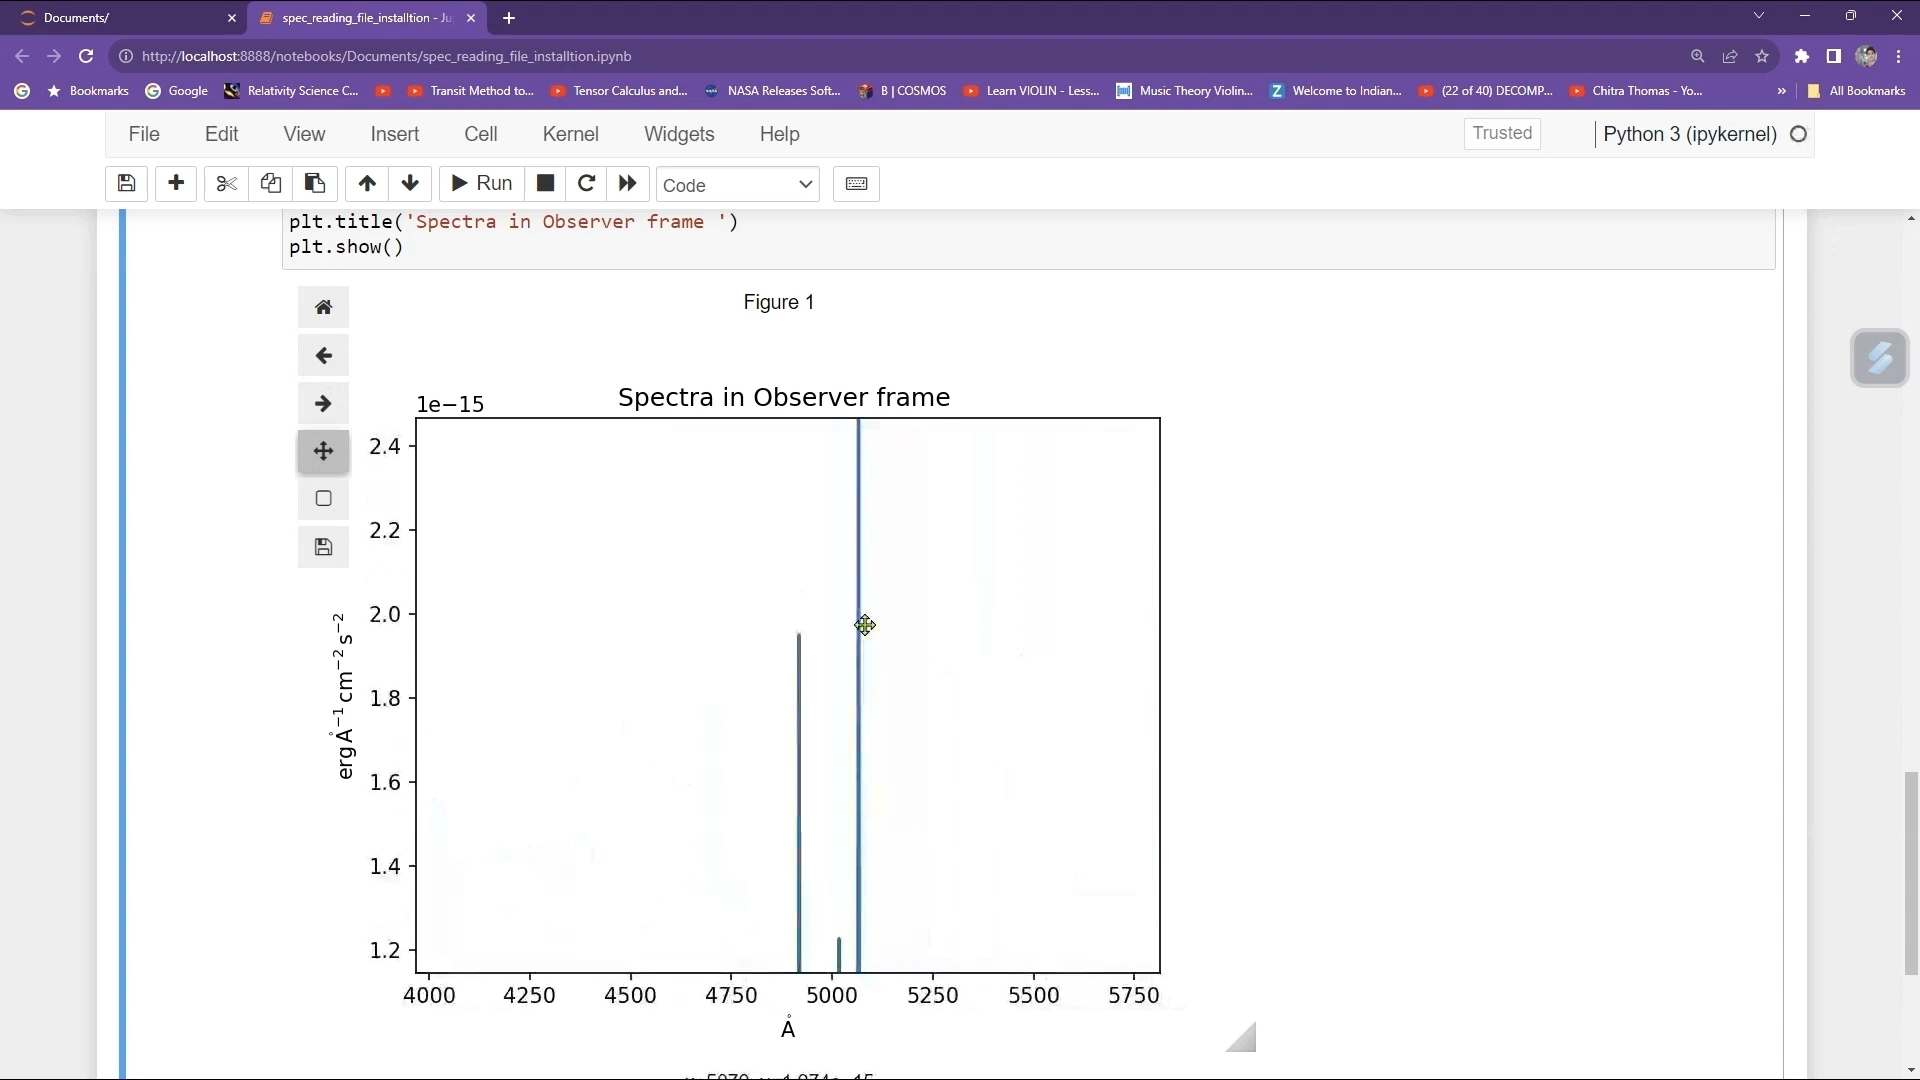 Documents/
spec_reading_file_installtion - Ju
http://localhost:8888/notebooks/Documents/spec_reading_file_installtion.ipynb
Bookmarks Google Relativity Science C... Transit Method to... Tensor Calculus and... NASA Releases Soft... B | COSMOS Learn VIOLIN - Less... Music Theory Violin... Welcome to Indian... (22 of 40) DECOMP... Chitra Thomas - Yo... » All Bookmarks
File Edit View Insert Cell Kernel Widgets Help Trusted Python 3 (ipykernel)
Run Code
plt.title('Spectra in Observer frame ')
plt.show()
Figure 1
Spectra in Observer frame
1e−15
2.4
2.2
2.0
1.8
1.6
1.4
1.2
erg Å⁻¹ cm⁻² s⁻²
4000 4250 4500 4750 5000 5250 5500 5750
Å